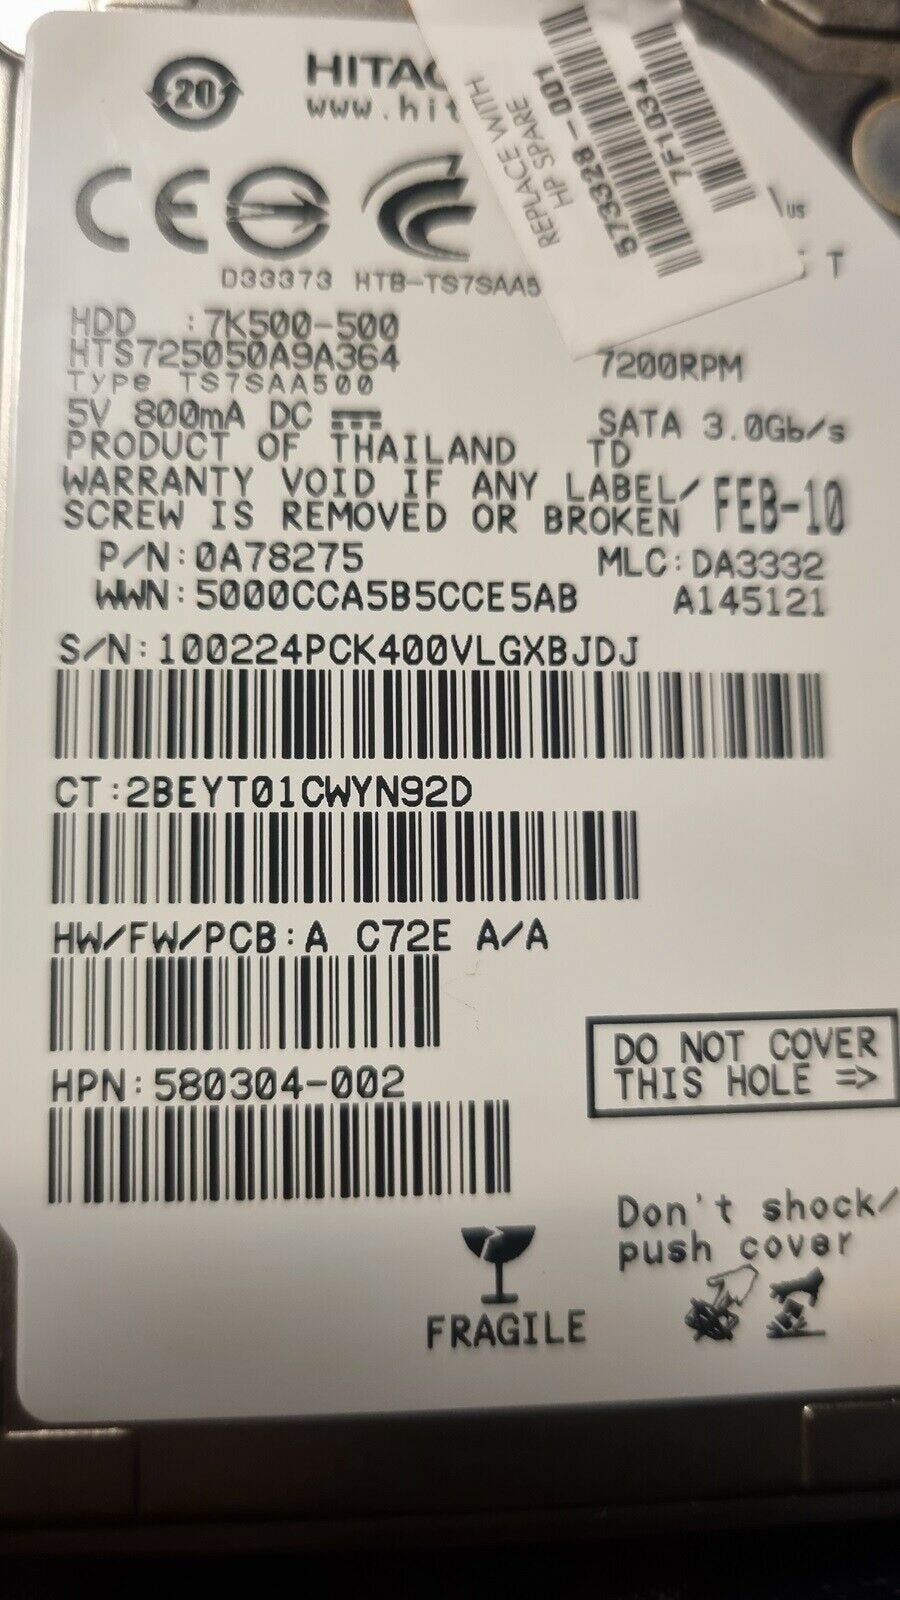 20
HITAC
www.hit
REPLACE WITH
HP SPARE
573328-001
7F1034
CE
US
T
D33373 HTB-TS7SAA5
HDD :7K500-500
HTS725050A9A364
7200RPM
Type TS7SAA500
5V 800mA DC
SATA 3.0Gb/s
PRODUCT OF THAILAND TD
WARRANTY VOID IF ANY LABEL/
SCREW IS REMOVED OR BROKEN
FEB-10
P/N:0A78275
MLC:DA3332
WWN:5000CCA5B5CCE5AB
A145121
S/N:100224PCK400VLGXBJDJ
CT:2BEYT01CWYN92D
HW/FW/PCB:A C72E A/A
HPN:580304-002
DO NOT COVER
THIS HOLE =>
Don't shock/
push cover
FRAGILE